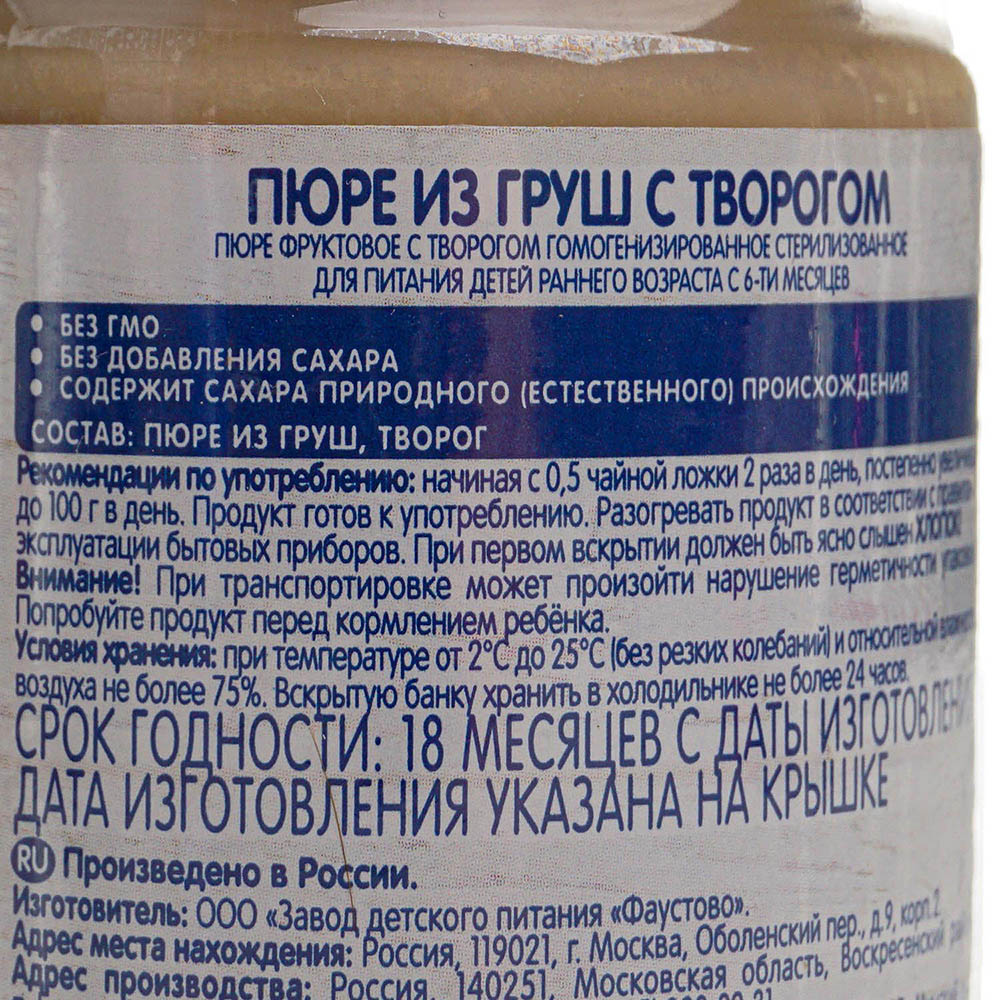 ПЮРЕ ИЗ ГРУШ С ТВОРОГОМ
ПЮРЕ ФРУКТОВОЕ С ТВОРОГОМ ГОМОГЕНИЗИРОВАННОЕ СТЕРИЛИЗОВАННОЕ
ДЛЯ ПИТАНИЯ ДЕТЕЙ РАННЕГО ВОЗРАСТА С 6-ТИ МЕСЯЦЕВ
• БЕЗ ГМО
• БЕЗ ДОБАВЛЕНИЯ САХАРА
• СОДЕРЖИТ САХАРА ПРИРОДНОГО (ЕСТЕСТВЕННОГО) ПРОИСХОЖДЕНИЯ
СОСТАВ: ПЮРЕ ИЗ ГРУШ, ТВОРОГ
Рекомендации по употреблению: начиная с 0,5 чайной ложки 2 раза в день, постепенно
до 100 г в день. Продукт готов к употреблению. Разогревать продукт в соответствии с
эксплуатации бытовых приборов. При первом вскрытии должен быть ясно слышен ХЛОПОК!
Внимание! При транспортировке может произойти нарушение герметичности
Попробуйте продукт перед кормлением ребёнка.
Условия хранения: при температуре от 2°С до 25°С (без резких колебаний) и относительной
воздуха не более 75%. Вскрытую банку хранить в холодильнике не более 24 часов.
СРОК ГОДНОСТИ: 18 МЕСЯЦЕВ С ДАТЫ
ДАТА ИЗГОТОВЛЕНИЯ УКАЗАНА НА КРЫШКЕ
RU Произведено в России.
Изготовитель: ООО «Завод детского питания «Фаустово».
Адрес места нахождения: Россия, 119021, г. Москва, Оболенский пер., д.9, корп.2
Адрес производства: Россия, 140251, Московская область, Воскресенский